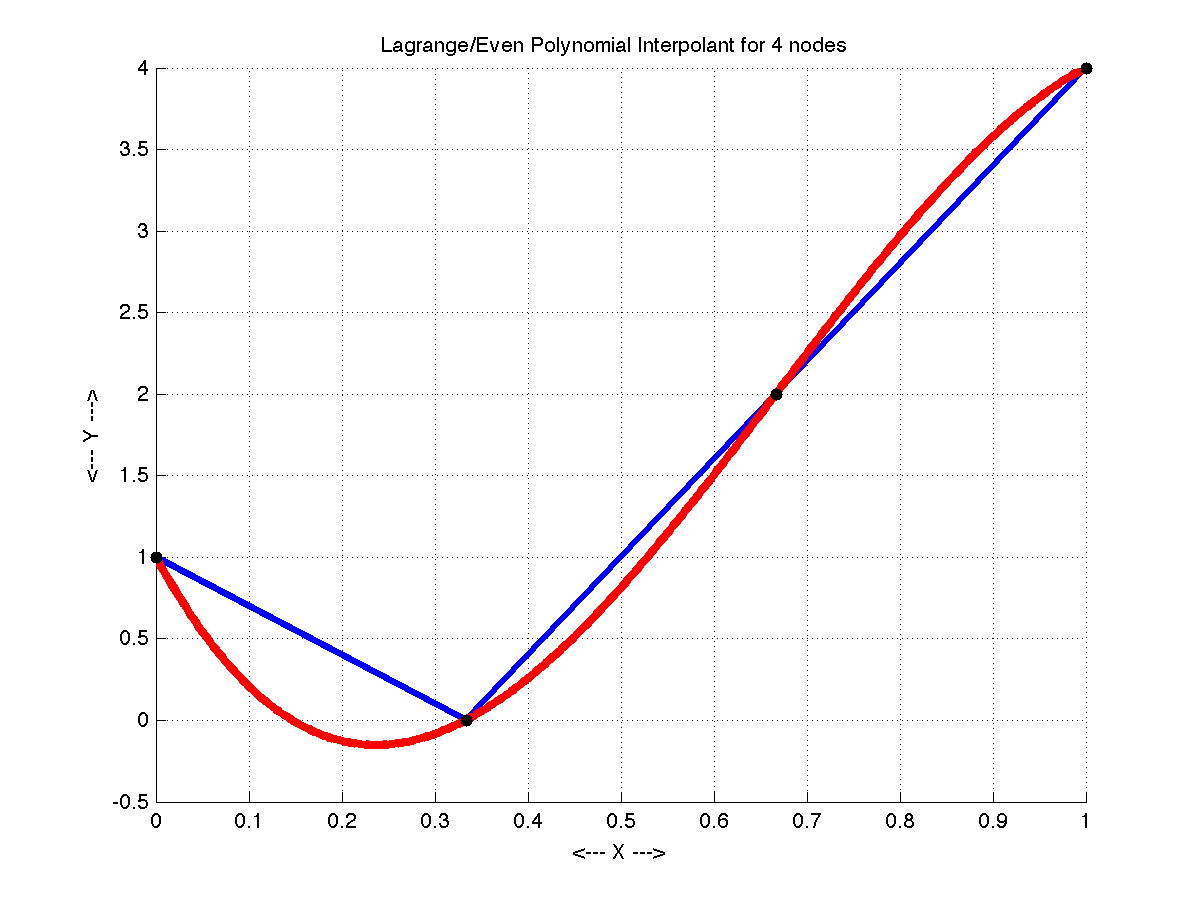 Lagrange/Even Polynomial Interpolant for 4 nodes
4
3.5
3
2.5
2
1.5
1
0.5
0
-0.5
<--- Y --->
0 0.1 0.2 0.3 0.4 0.5 0.6 0.7 0.8 0.9 1
<--- X --->